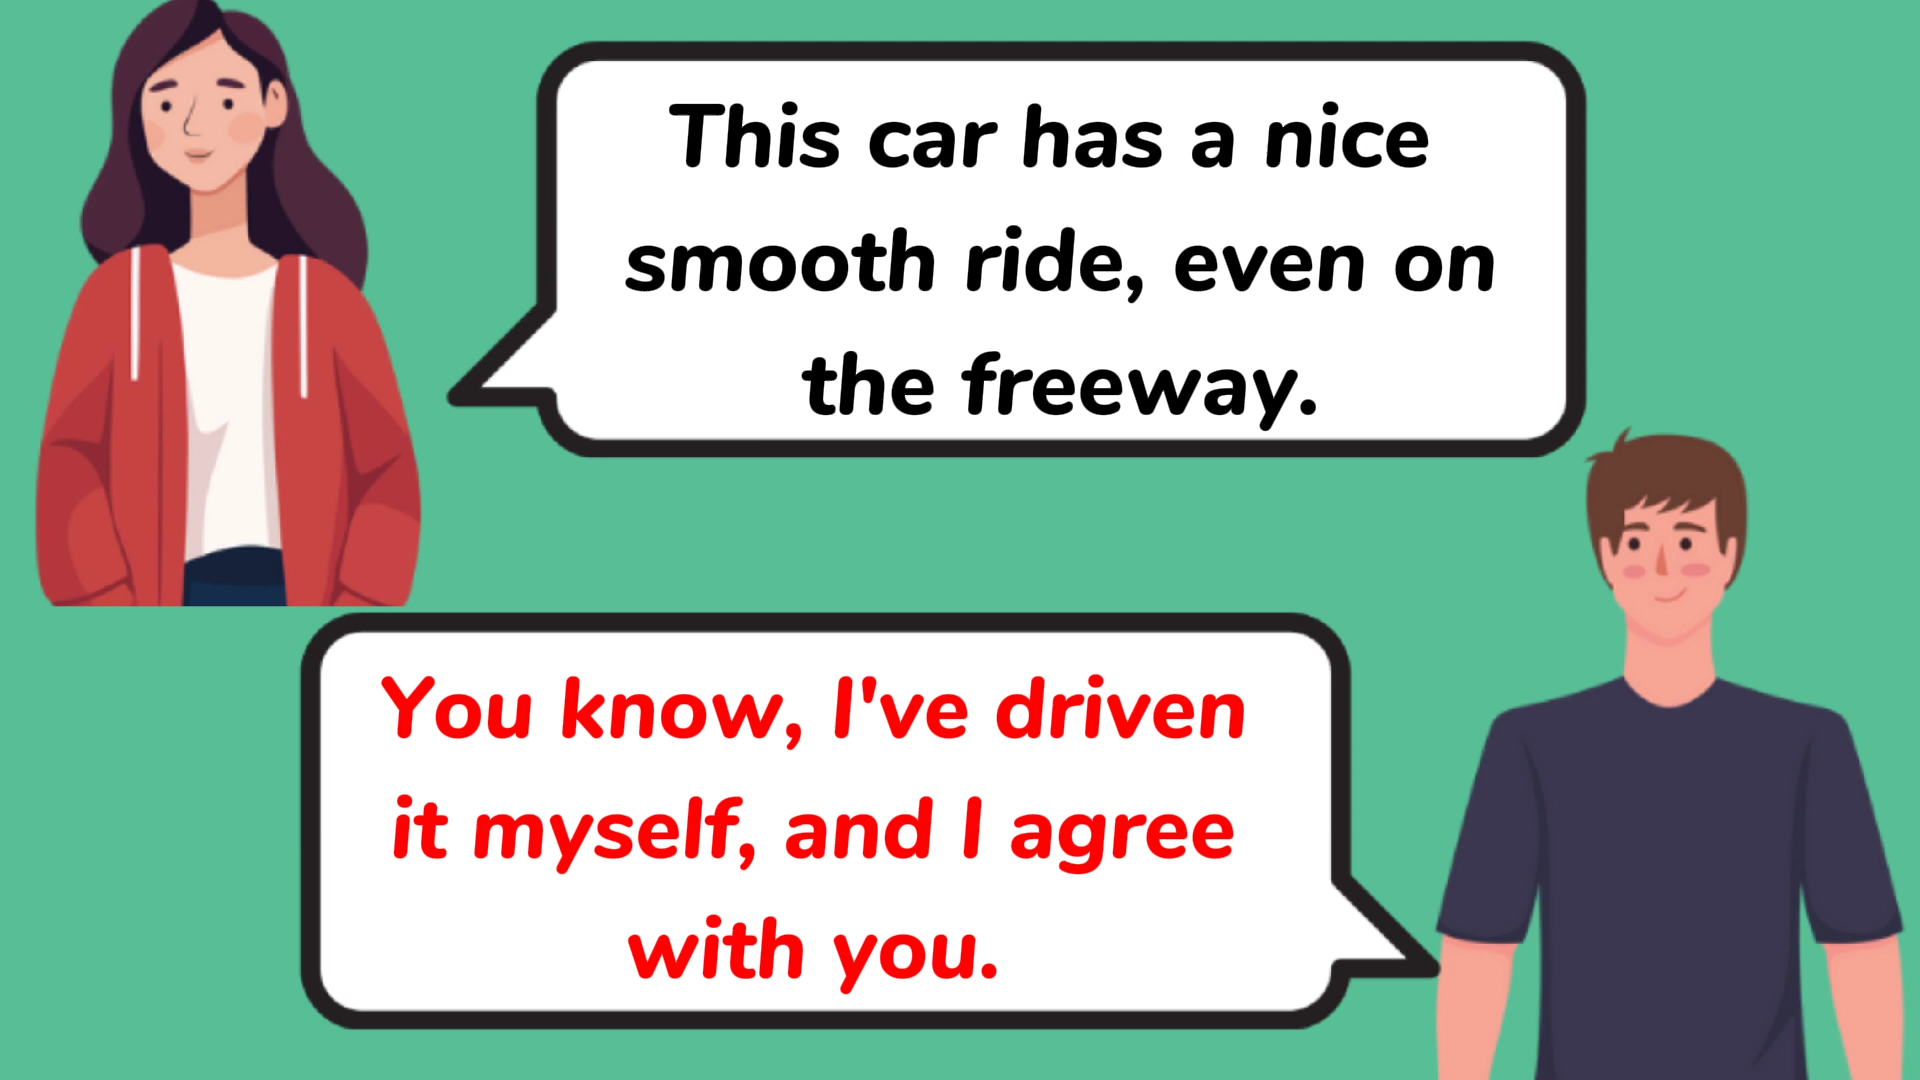 This car has a nice
smooth ride, even on
the freeway.
You know, I've driven
it myself, and I agree
with you.